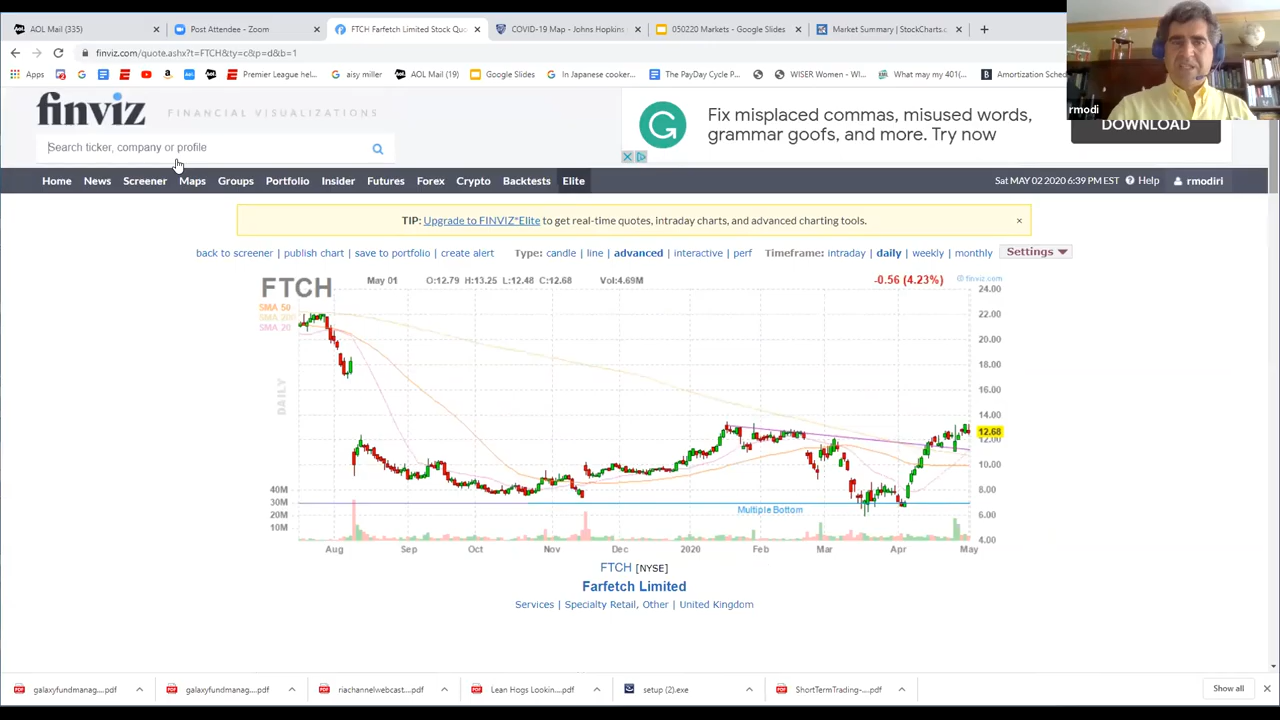 AOL Mail (335)
Post Attendee - Zoom
FTCH Farfetch Limited Stock Quo
COVID-19 Map - Johns Hopkins
050220 Markets - Google Slides
Market Summary | StockCharts.c
finviz.com/quote.ashx?t=FTCH&ty=c&p=d&b=1
Apps
Premier League hel...
aisy miller
AOL Mail (19)
Google Slides
In Japanese cooker...
The PayDay Cycle P...
WISER Women - WI...
What may my 401(...
Amortization Sched
rmodi
finviz
FINANCIAL VISUALIZATIONS
Fix misplaced commas, misused words,
grammar goofs, and more. Try now
DOWNLOAD
Search ticker, company or profile
Home News Screener Maps Groups Portfolio Insider Futures Forex Crypto Backtests Elite
Sat MAY 02 2020 6:39 PM EST Help rmodiri
TIP: Upgrade to FINVIZ*Elite to get real-time quotes, intraday charts, and advanced charting tools. ×
back to screener | publish chart | save to portfolio | create alert
Type: candle | line | advanced | interactive | perf
Timeframe: intraday | daily | weekly | monthly
Settings
FTCH
May 01
O:12.79 H:13.25 L:12.48 C:12.68
Vol:4.69M
-0.56 (4.23%)
© finviz.com
SMA 50
SMA 200
SMA 20
DAILY
24.00
22.00
20.00
18.00
16.00
14.00
12.68
12.00
10.00
8.00
6.00
4.00
40M
30M
20M
10M
Multiple Bottom
Aug Sep Oct Nov Dec 2020 Feb Mar Apr May
FTCH [NYSE]
Farfetch Limited
Services | Specialty Retail, Other | United Kingdom
galaxyfundmanag....pdf
galaxyfundmanag....pdf
riachannelwebcast....pdf
Lean Hogs Lookin....pdf
setup (2).exe
ShortTermTrading-....pdf
Show all